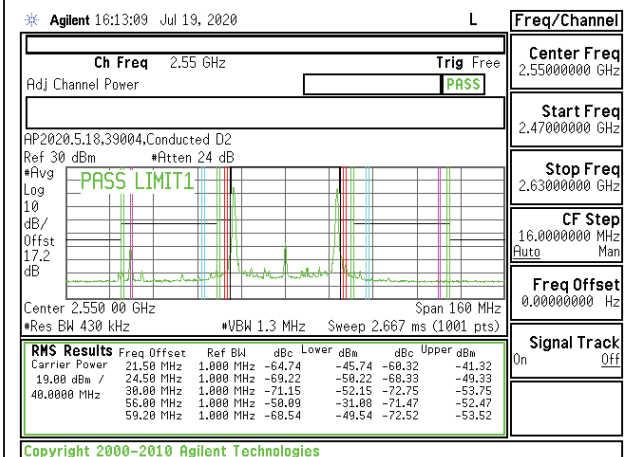 Agilent 16:13:09 Jul 19, 2020 L
Freq/Channel
Ch Freq 2.55 GHz Trig Free
Adj Channel Power PASS
Center Freq
2.55000000 GHz
Start Freq
2.47000000 GHz
Stop Freq
2.63000000 GHz
CF Step
16.0000000 MHz
Auto Man
Freq Offset
0.00000000 Hz
Signal Track
On Off
AP2020.5.18,39004,Conducted D2
Ref 30 dBm #Atten 24 dB
#Avg
Log
10
dB/
Offst
17.2
dB
PASS LIMIT1
Center 2.550 00 GHz Span 160 MHz
#Res BW 430 kHz #VBW 1.3 MHz Sweep 2.667 ms (1001 pts)
RMS Results Freq Offset Ref BW dBc Lower dBm dBc Upper dBm
Carrier Power 21.50 MHz 1.000 MHz -64.74 -45.74 -60.32 -41.32
19.00 dBm / 24.50 MHz 1.000 MHz -69.22 -50.22 -68.33 -49.33
40.0000 MHz 30.00 MHz 1.000 MHz -71.15 -52.15 -72.75 -53.75
56.00 MHz 1.000 MHz -50.09 -31.08 -71.47 -52.47
59.20 MHz 1.000 MHz -68.54 -49.54 -72.52 -53.52
Copyright 2000-2010 Agilent Technologies